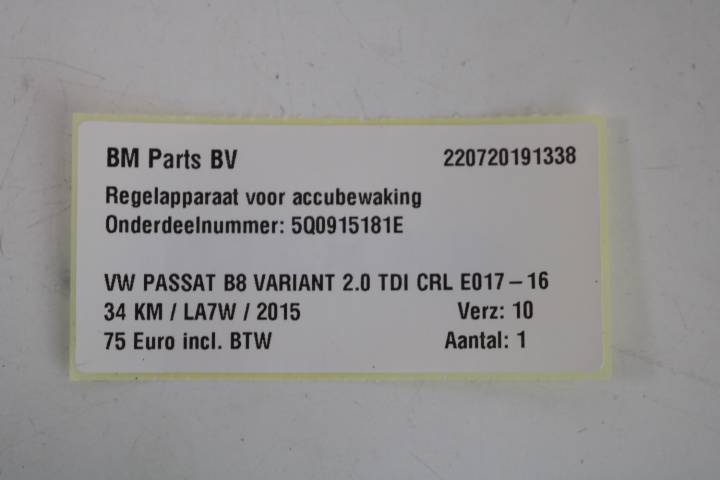 BM Parts BV 220720191338
Regelapparaat voor accubewaking
Onderdeelnummer: 5Q0915181E
VW PASSAT B8 VARIANT 2.0 TDI CRL E017 – 16
34 KM / LA7W / 2015 Verz: 10
75 Euro incl. BTW Aantal: 1